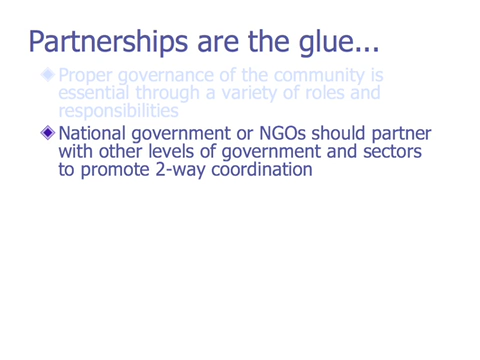 Partnerships are the glue...
Proper governance of the community is
essential through a variety of roles and
responsibilities
National government or NGOs should partner
with other levels of government and sectors
to promote 2-way coordination